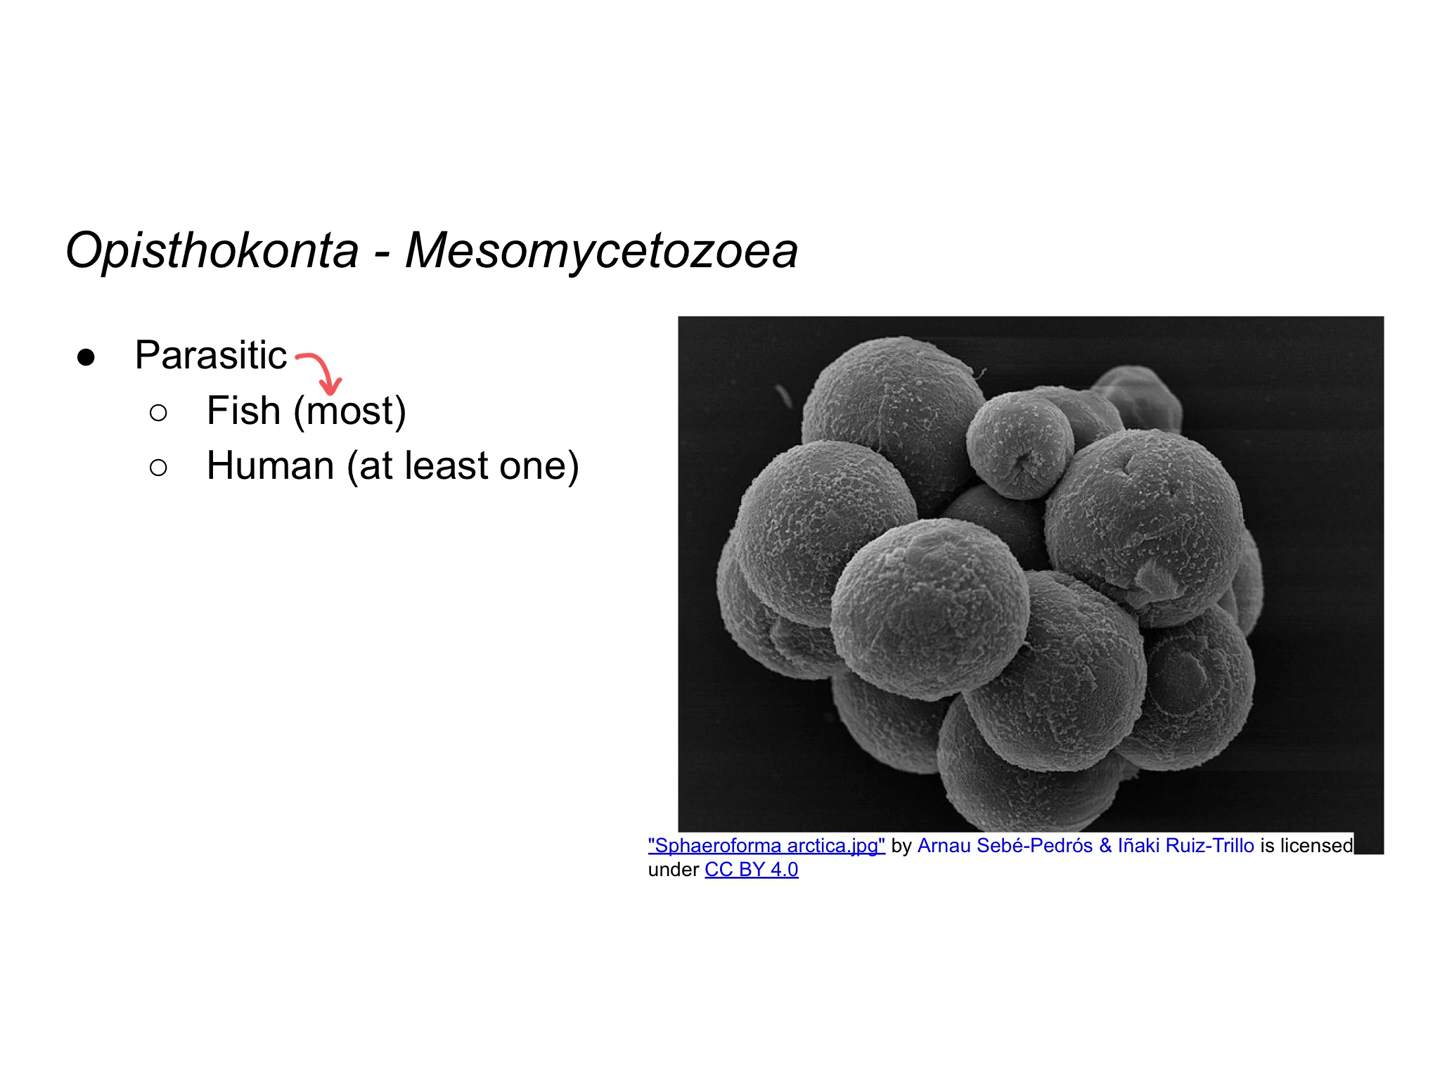 Opisthokonta - Mesomycetozoea
● Parasitic
○ Fish (most)
○ Human (at least one)
"Sphaeroforma arctica.jpg" by Arnau Sebé-Pedrós & Iñaki Ruiz-Trillo is licensed
under CC BY 4.0